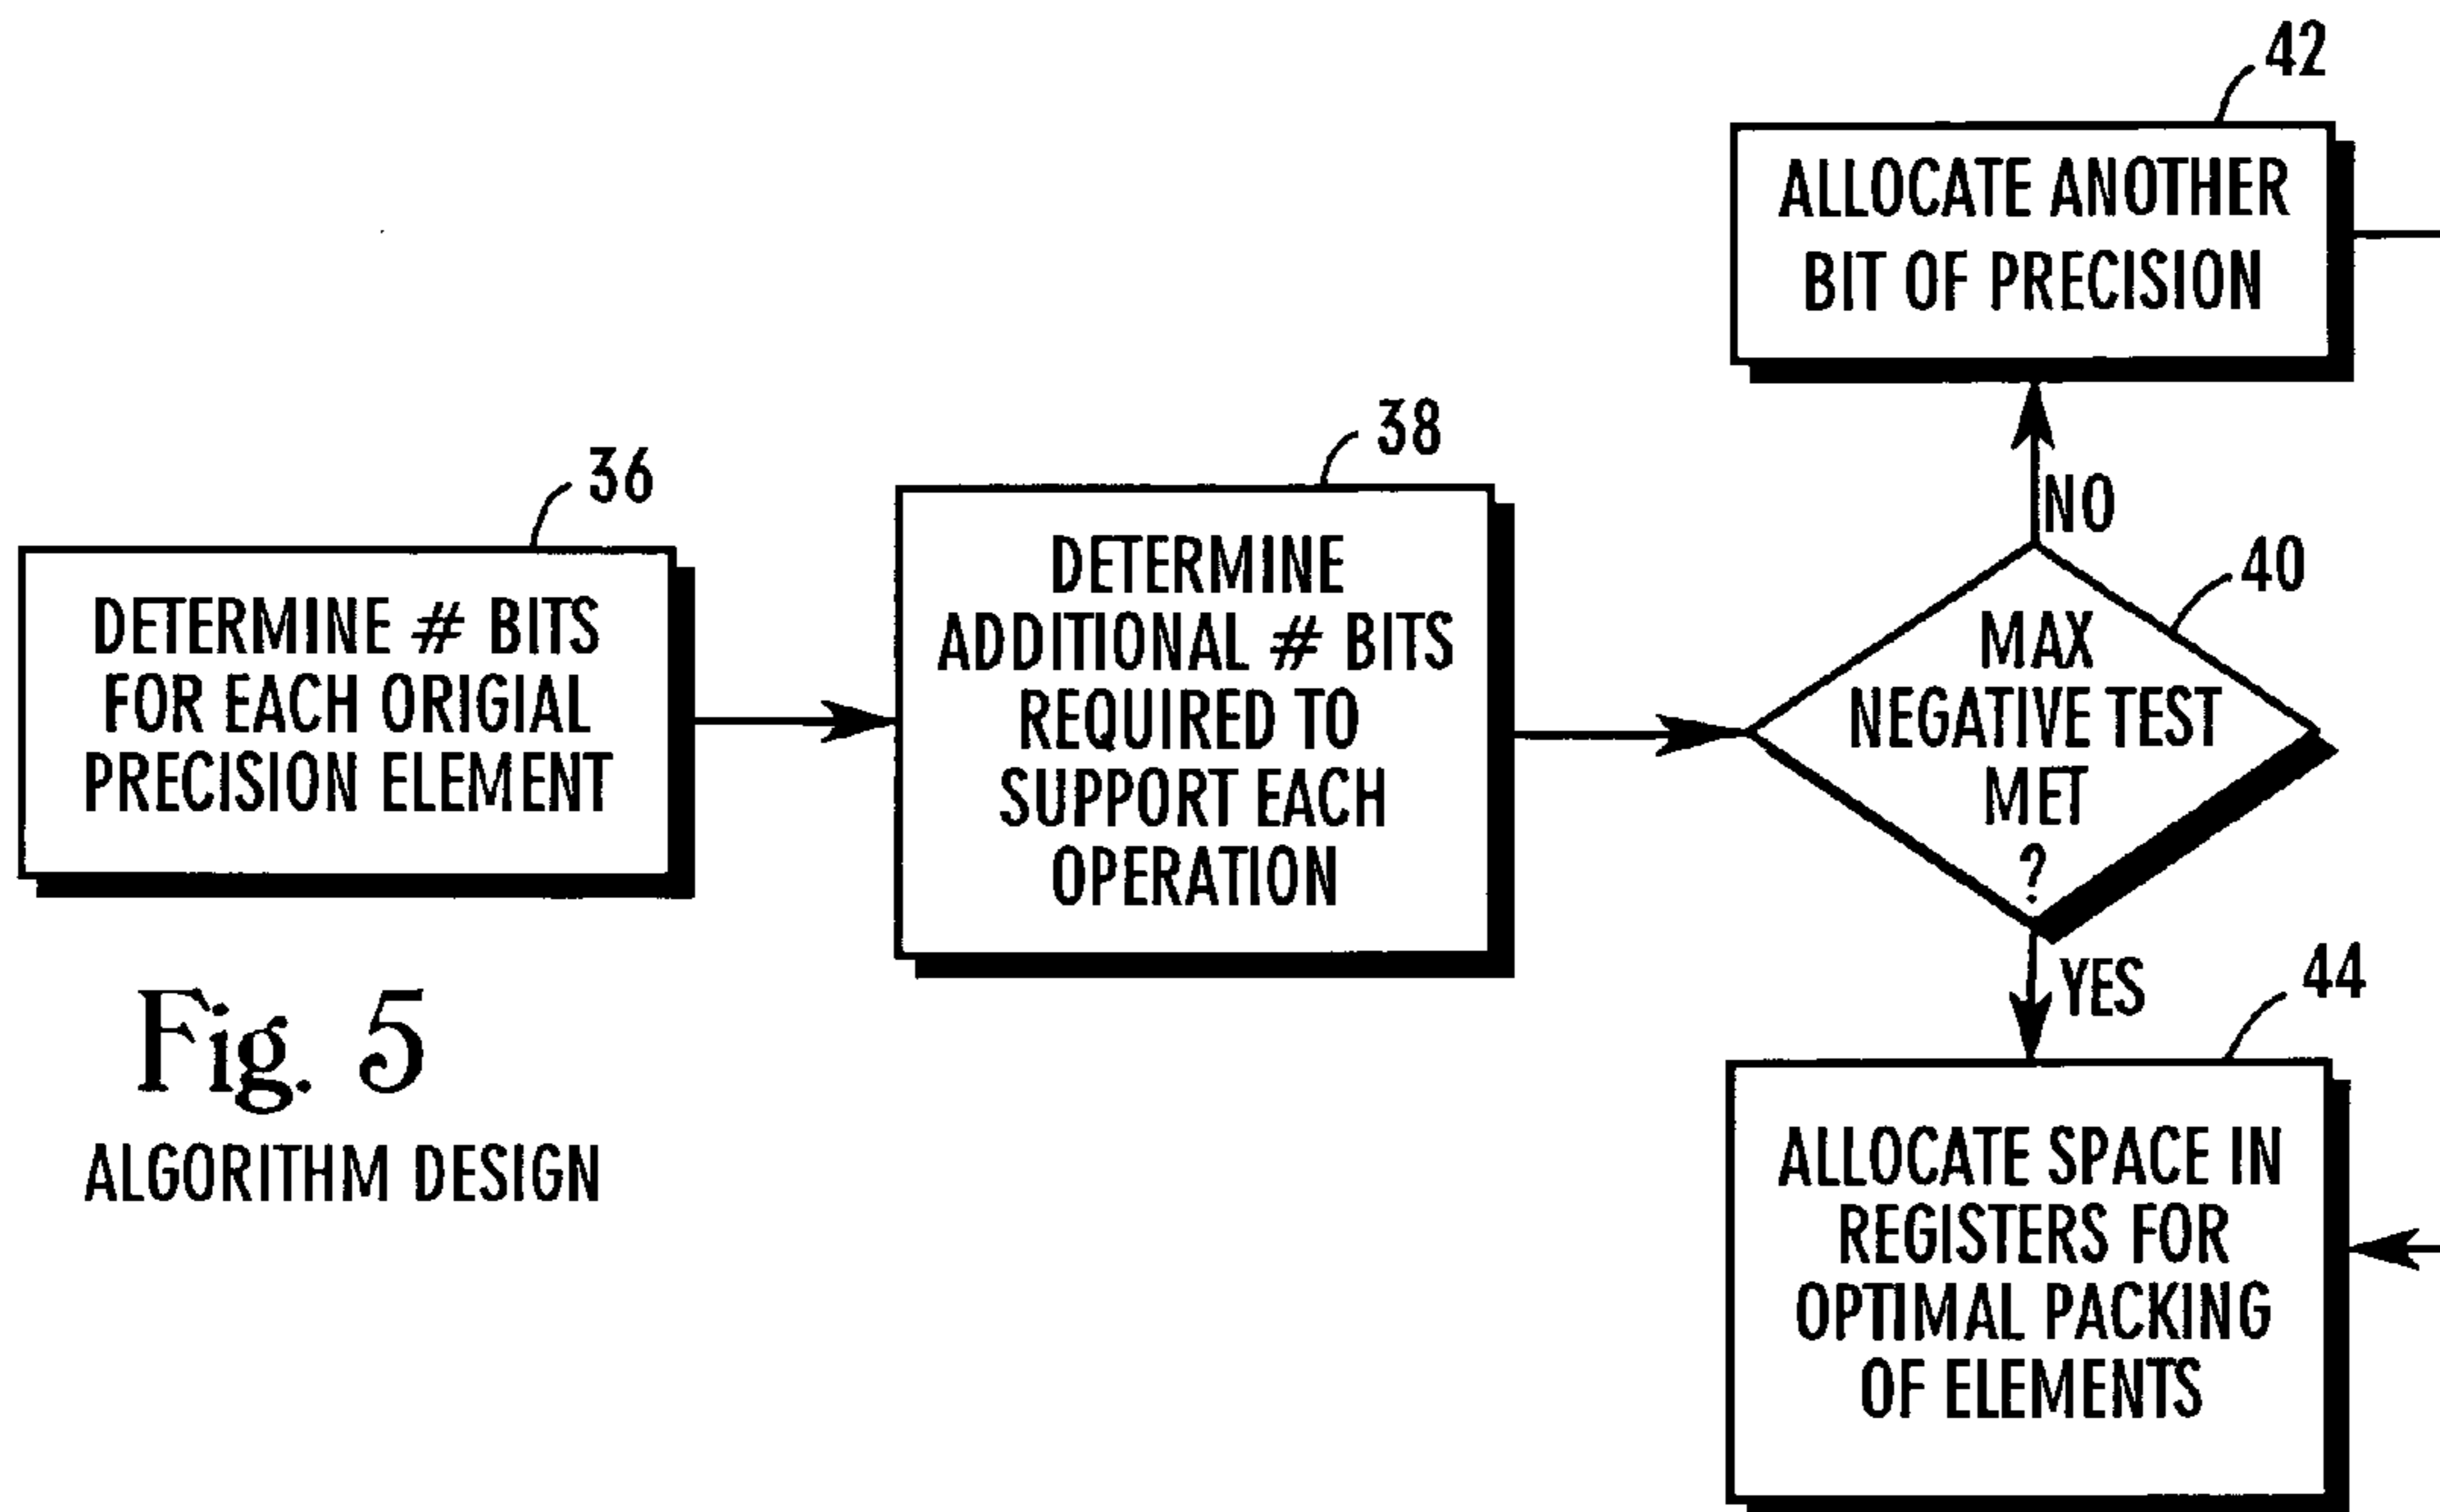 36
DETERMINE # BITS
FOR EACH ORIGIAL
PRECISION ELEMENT
38
DETERMINE
ADDITIONAL # BITS
REQUIRED TO
SUPPORT EACH
OPERATION
40
MAX
NEGATIVE TEST
MET
?
NO
42
ALLOCATE ANOTHER
BIT OF PRECISION
YES
44
ALLOCATE SPACE IN
REGISTERS FOR
OPTIMAL PACKING
OF ELEMENTS
Fig. 5
ALGORITHM DESIGN